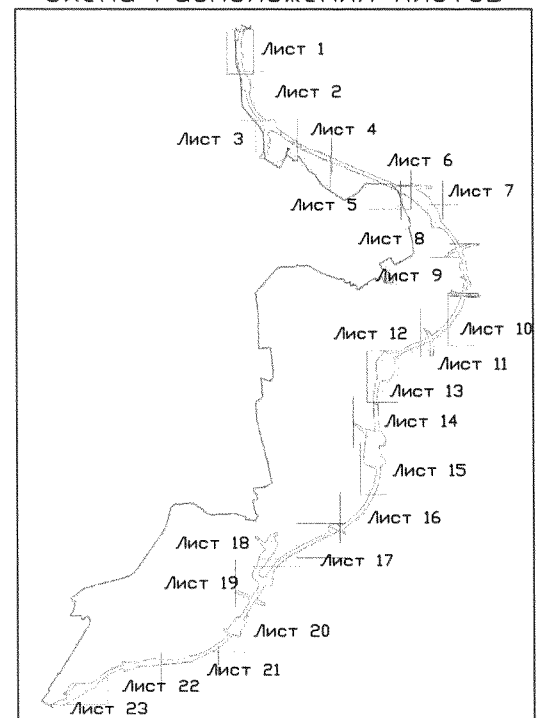 Схема расположения листов
Лист 1
Лист 2
Лист 3
Лист 4
Лист 5
Лист 6
Лист 7
Лист 8
Лист 9
Лист 10
Лист 11
Лист 12
Лист 13
Лист 14
Лист 15
Лист 16
Лист 17
Лист 18
Лист 19
Лист 20
Лист 21
Лист 22
Лист 23